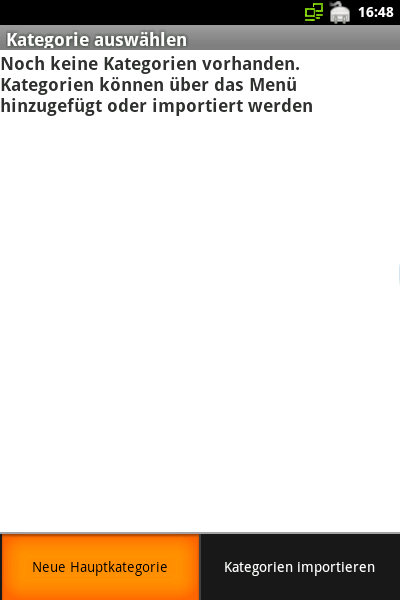 16:48
Kategorie auswählen
Noch keine Kategorien vorhanden.
Kategorien können über das Menü
hinzugefügt oder importiert werden
Neue Hauptkategorie
Kategorien importieren